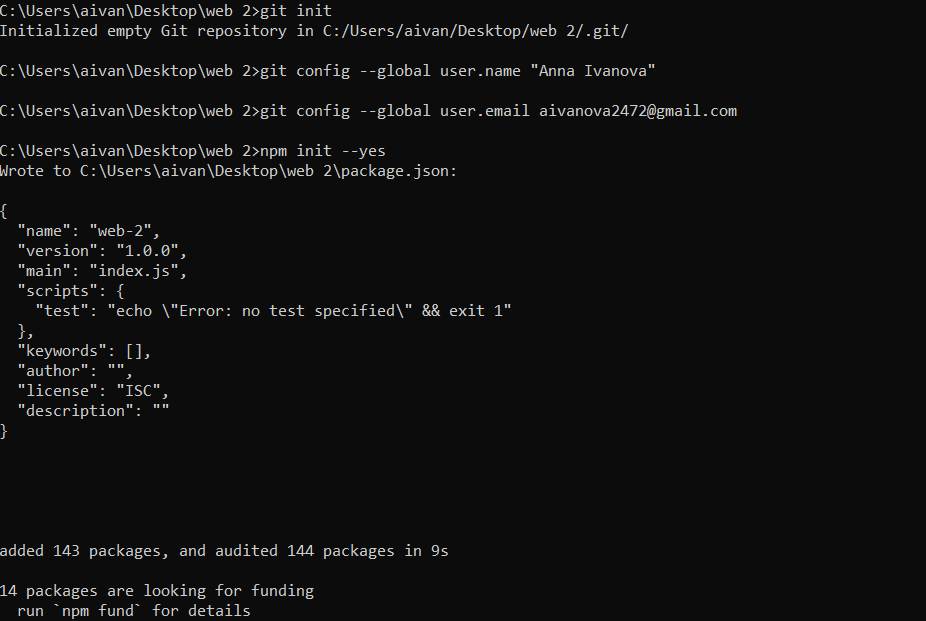 C:\Users\aivan\Desktop\web 2>git init
Initialized empty Git repository in C:/Users/aivan/Desktop/web 2/.git/
C:\Users\aivan\Desktop\web 2>git config --global user.name "Anna Ivanova"
C:\Users\aivan\Desktop\web 2>git config --global user.email aivanova2472@gmail.com
C:\Users\aivan\Desktop\web 2>npm init --yes
Wrote to C:\Users\aivan\Desktop\web 2\package.json:
{
  "name": "web-2",
  "version": "1.0.0",
  "main": "index.js",
  "scripts": {
    "test": "echo \"Error: no test specified\" && exit 1"
  },
  "keywords": [],
  "author": "",
  "license": "ISC",
  "description": ""
}
added 143 packages, and audited 144 packages in 9s
14 packages are looking for funding
  run `npm fund` for details